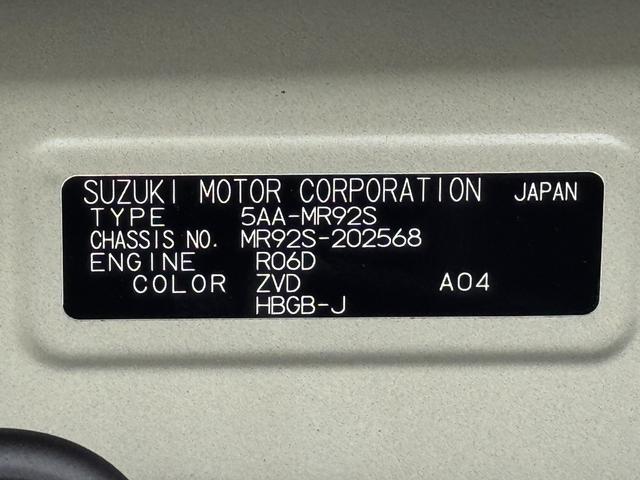 SUZUKI MOTOR CORPORATION JAPAN
TYPE 5AA-MR92S
CHASSIS NO. MR92S-202568
ENGINE R06D
COLOR ZVD A04
HBGB-J